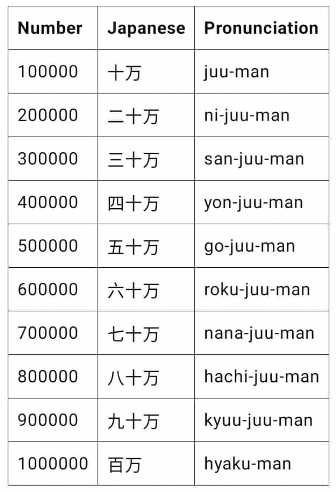 Number Japanese Pronunciation
100000 十万 juu-man
200000 二十万 ni-juu-man
300000 三十万 san-juu-man
400000 四十万 yon-juu-man
500000 五十万 go-juu-man
600000 六十万 roku-juu-man
700000 七十万 nana-juu-man
800000 八十万 hachi-juu-man
900000 九十万 kyuu-juu-man
1000000 百万 hyaku-man